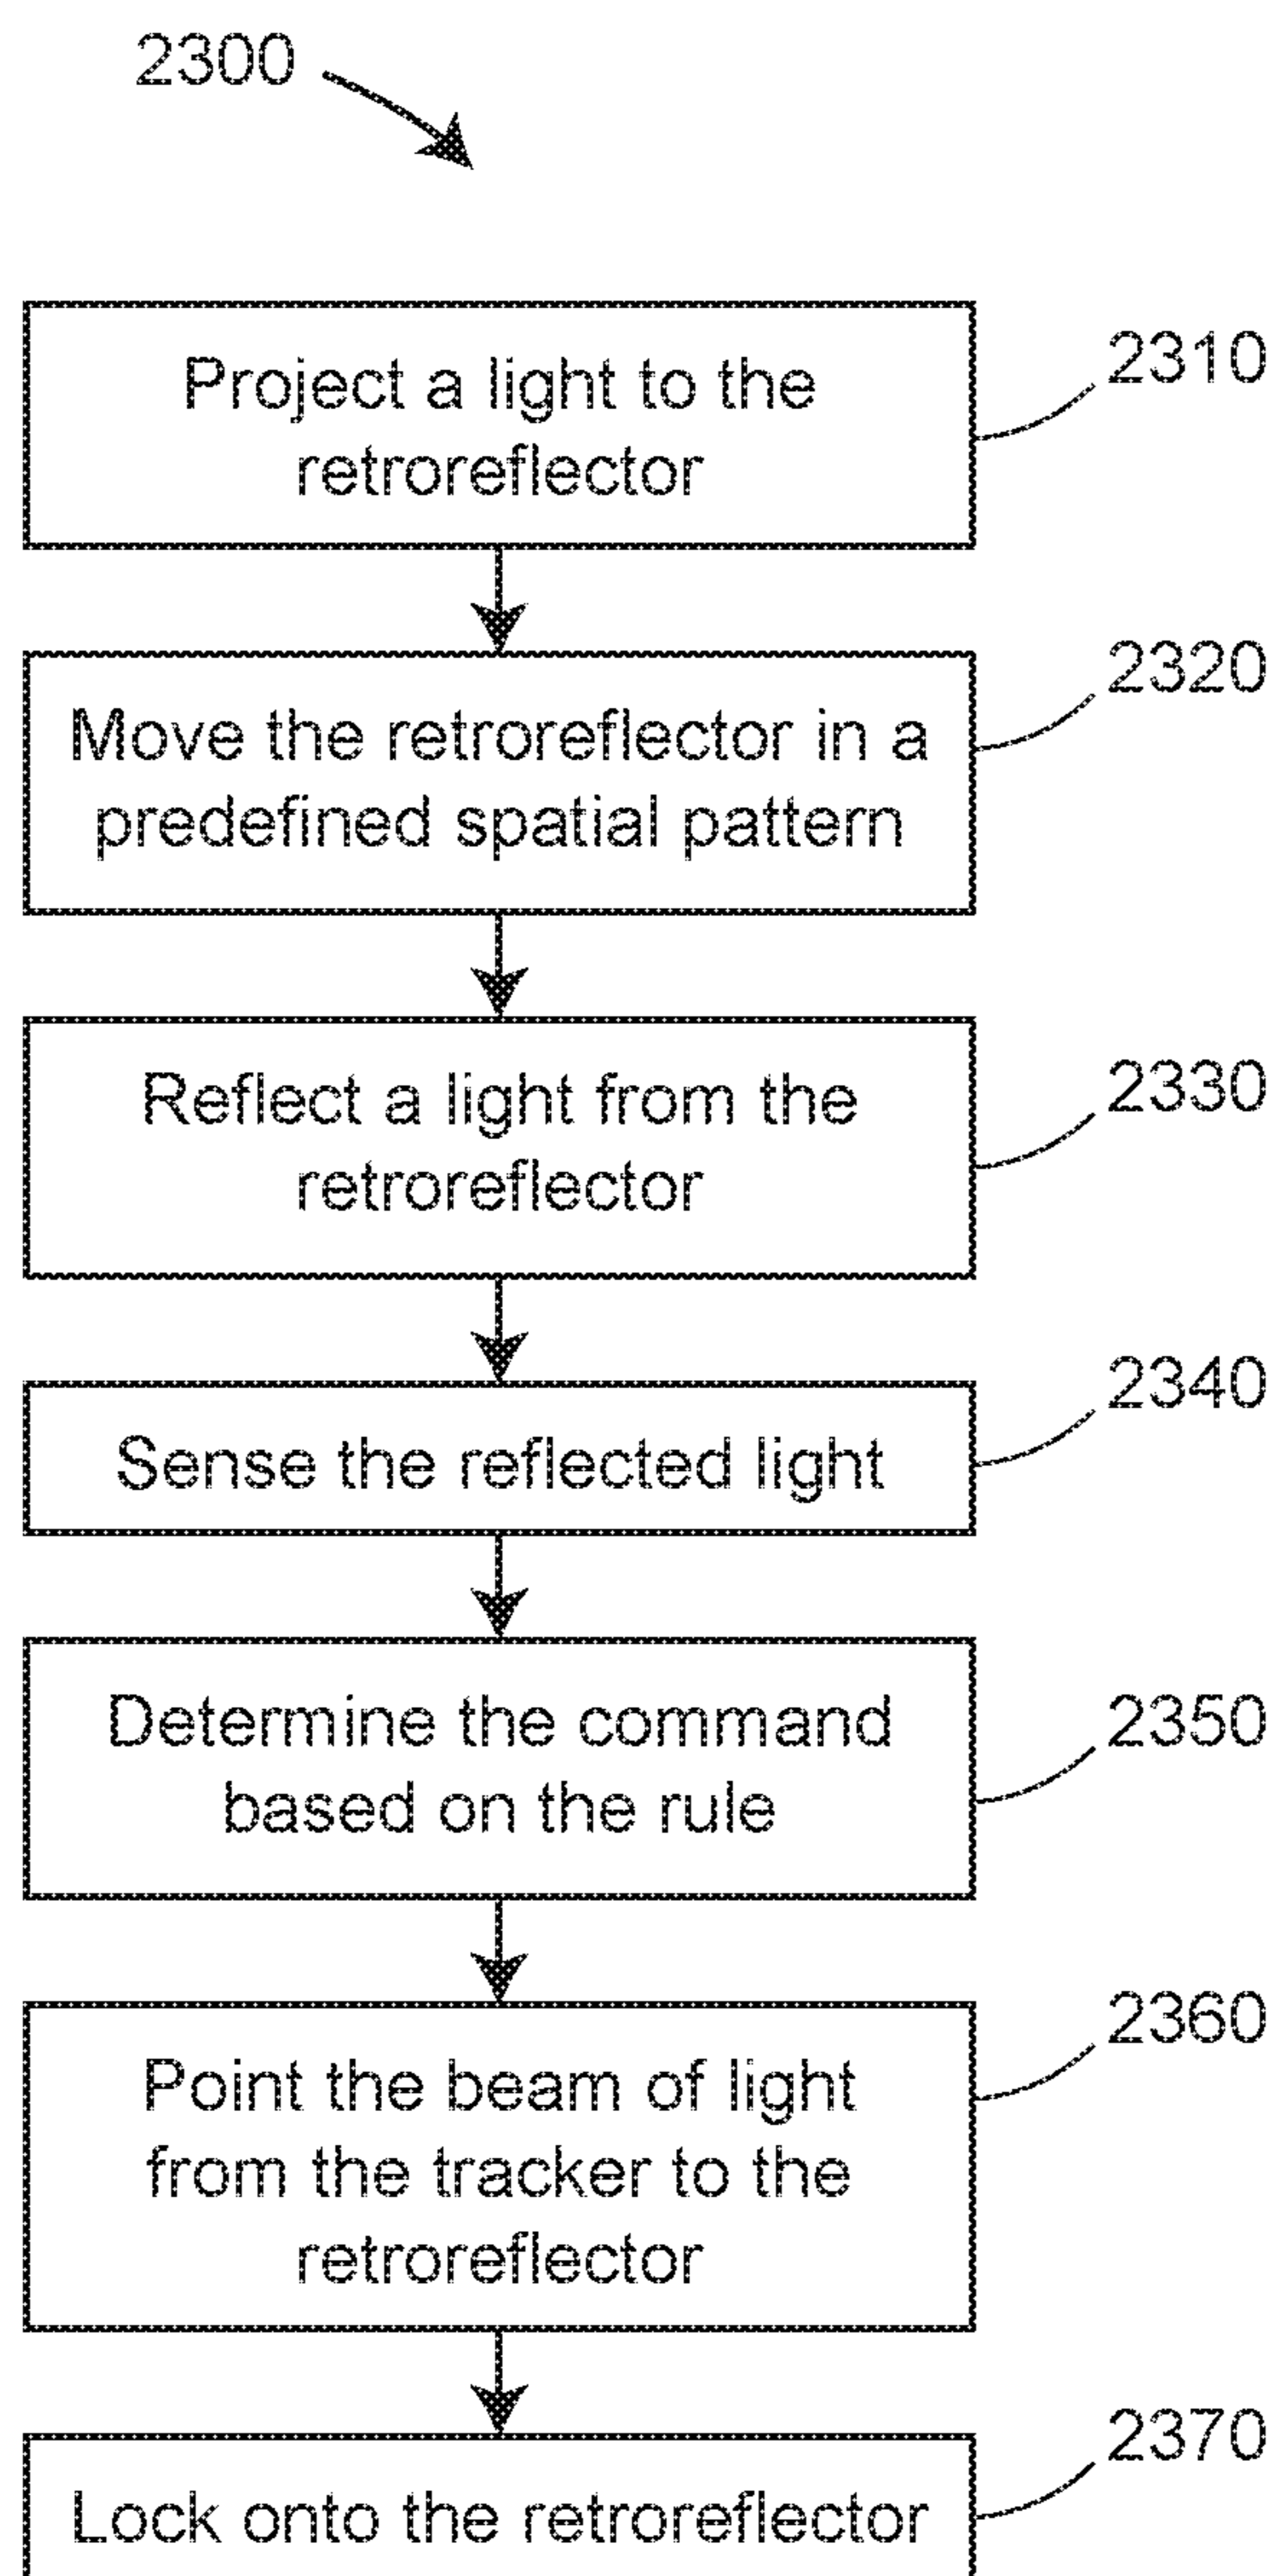 2300
Project a light to the
retroreflector
2310
Move the retroreflector in a
predefined spatial pattern
2320
Reflect a light from the
retroreflector
2330
Sense the reflected light
2340
Determine the command
based on the rule
2350
Point the beam of light
from the tracker to the
retroreflector
2360
Lock onto the retroreflector
2370